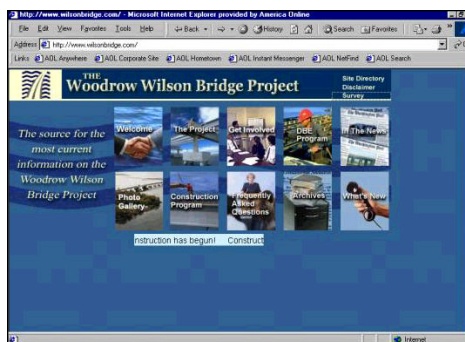 http://www.wilsonbridge.com/ - Microsoft Internet Explorer provided by America Online
File Edit View Favorites Tools Help Back Search Favorites History
Address http://www.wilsonbridge.com/
Links AOL Anywhere AOL Corporate Site AOL Hometown AOL Instant Messenger AOL NetFind AOL Search
THE
Woodrow Wilson Bridge Project
Site Directory
Disclaimer
Survey
The source for the
most current
information on the
Woodrow Wilson
Bridge Project
Welcome
The Project
Get Involved
DBE
Program
In The News
Photo
Gallery
Construction
Program
Frequently
Asked
Questions
Archives
What's New
nstruction has begun! Construct
Internet